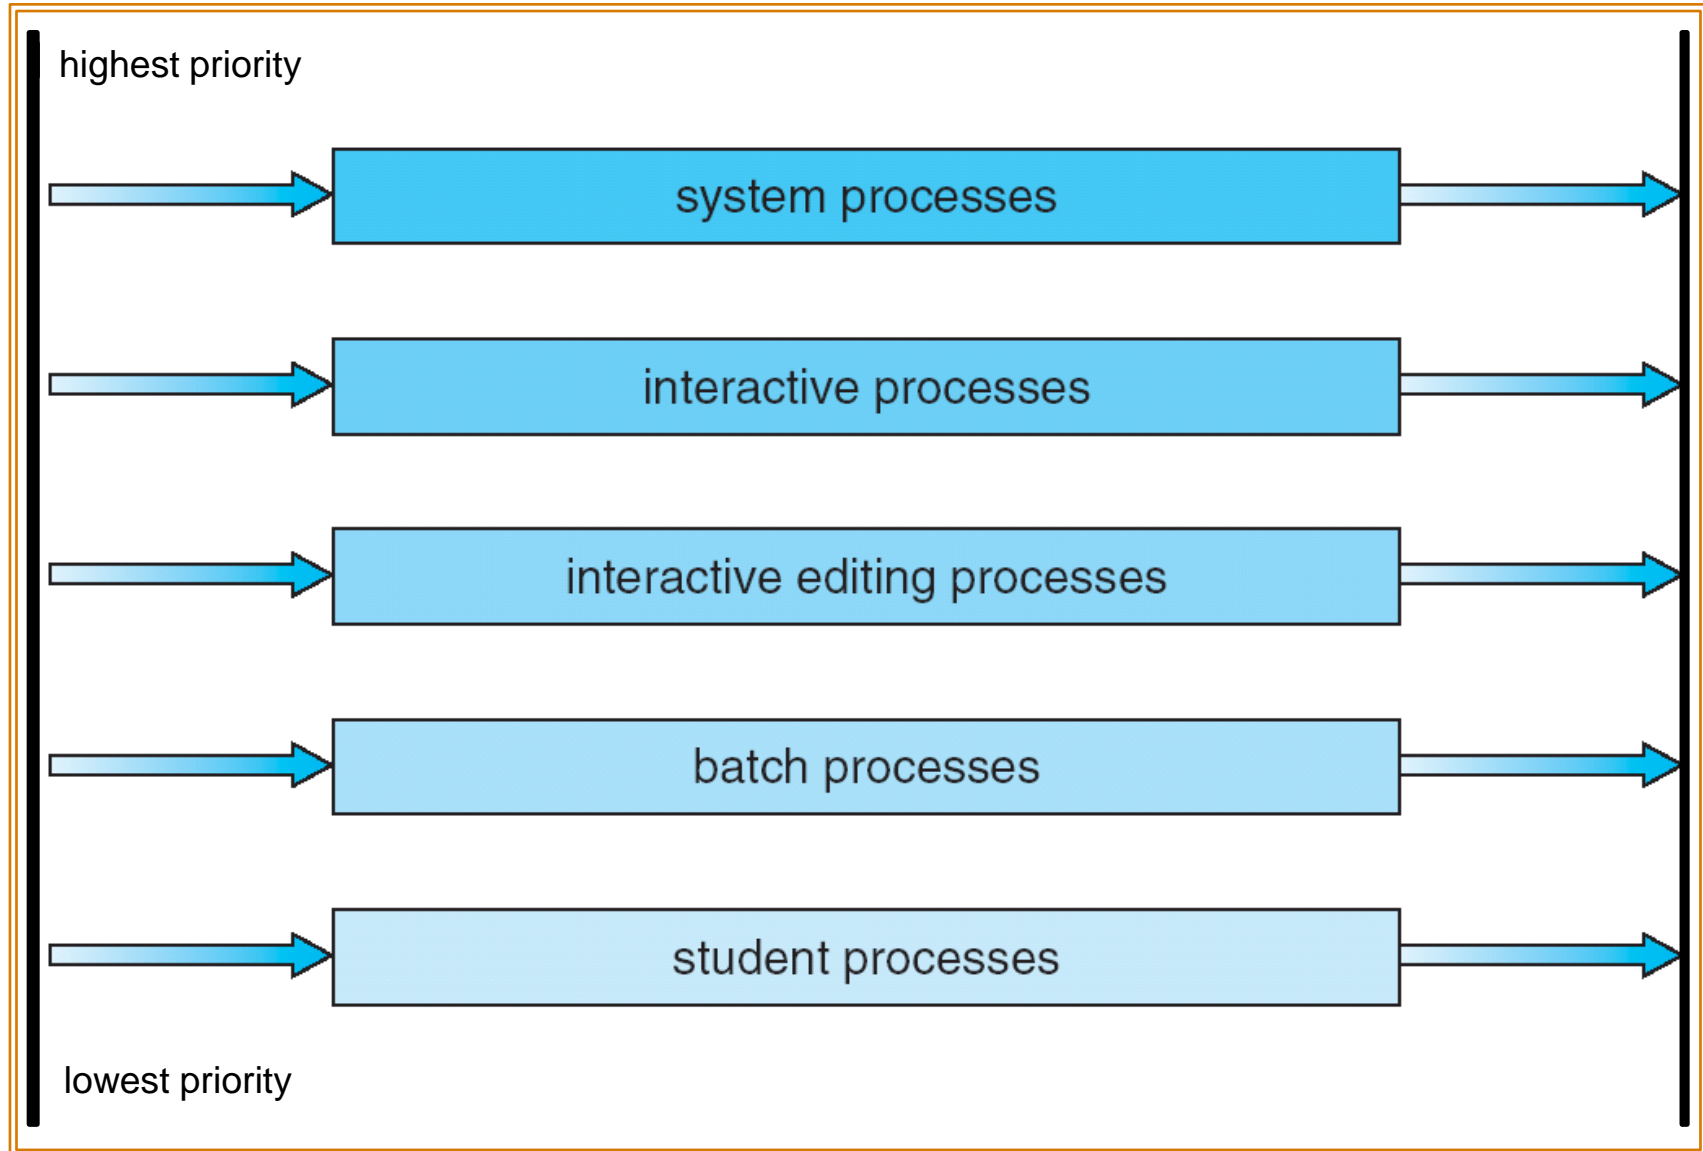 highest priority
system processes
interactive processes
interactive editing processes
batch processes
student processes
lowest priority